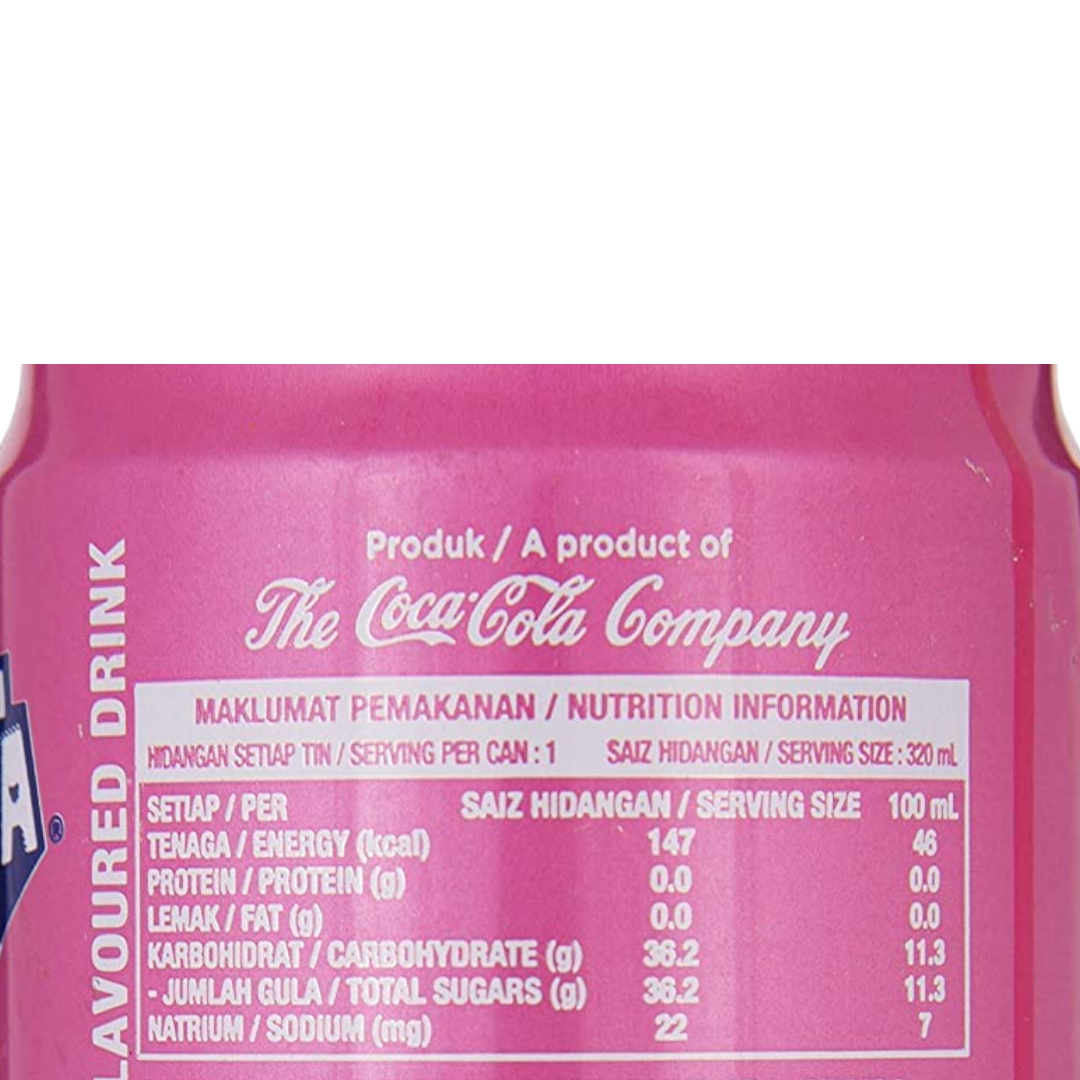 Produk / A product of
The Coca-Cola Company
MAKLUMAT PEMAKANAN / NUTRITION INFORMATION
HIDANGAN SETIAP TIN / SERVING PER CAN : 1 SAIZ HIDANGAN / SERVING SIZE : 320 mL
SETIAP / PER SAIZ HIDANGAN / SERVING SIZE 100 mL
TENAGA / ENERGY (kcal) 147 46
PROTEIN / PROTEIN (g) 0.0 0.0
LEMAK / FAT (g) 0.0 0.0
KARBOHIDRAT / CARBOHYDRATE (g) 36.2 11.3
- JUMLAH GULA / TOTAL SUGARS (g) 36.2 11.3
NATRIUM / SODIUM (mg) 22 7
LAVOURED DRINK
A®